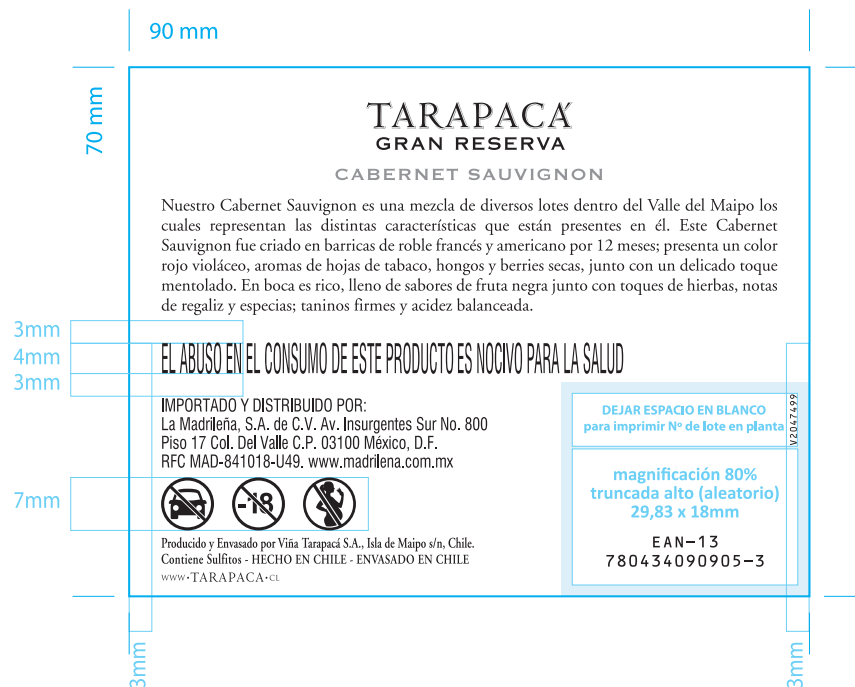 90 mm
70 mm
TARAPACÁ
GRAN RESERVA
CABERNET SAUVIGNON
Nuestro Cabernet Sauvignon es una mezcla de diversos lotes dentro del Valle del Maipo los
cuales representan las distintas características que están presentes en él. Este Cabernet
Sauvignon fue criado en barricas de roble francés y americano por 12 meses; presenta un color
rojo violáceo, aromas de hojas de tabaco, hongos y berries secas, junto con un delicado toque
mentolado. En boca es rico, lleno de sabores de fruta negra junto con toques de hierbas, notas
de regaliz y especias; taninos firmes y acidez balanceada.
3mm
4mm
3mm
EL ABUSO EN EL CONSUMO DE ESTE PRODUCTO ES NOCIVO PARA LA SALUD
IMPORTADO Y DISTRIBUIDO POR:
La Madrileña, S.A. de C.V. Av. Insurgentes Sur No. 800
Piso 17 Col. Del Valle C.P. 03100 México, D.F.
RFC MAD-841018-U49. www.madrilena.com.mx
7mm
-18
Producido y Envasado por Viña Tarapacá S.A., Isla de Maipo s/n, Chile.
Contiene Sulfitos - HECHO EN CHILE - ENVASADO EN CHILE
WWW•TARAPACA•CL
DEJAR ESPACIO EN BLANCO
para imprimir Nº de lote en planta
V2047499
magnificación 80%
truncada alto (aleatorio)
29,83 x 18mm
EAN-13
780434090905-3
3mm
3mm